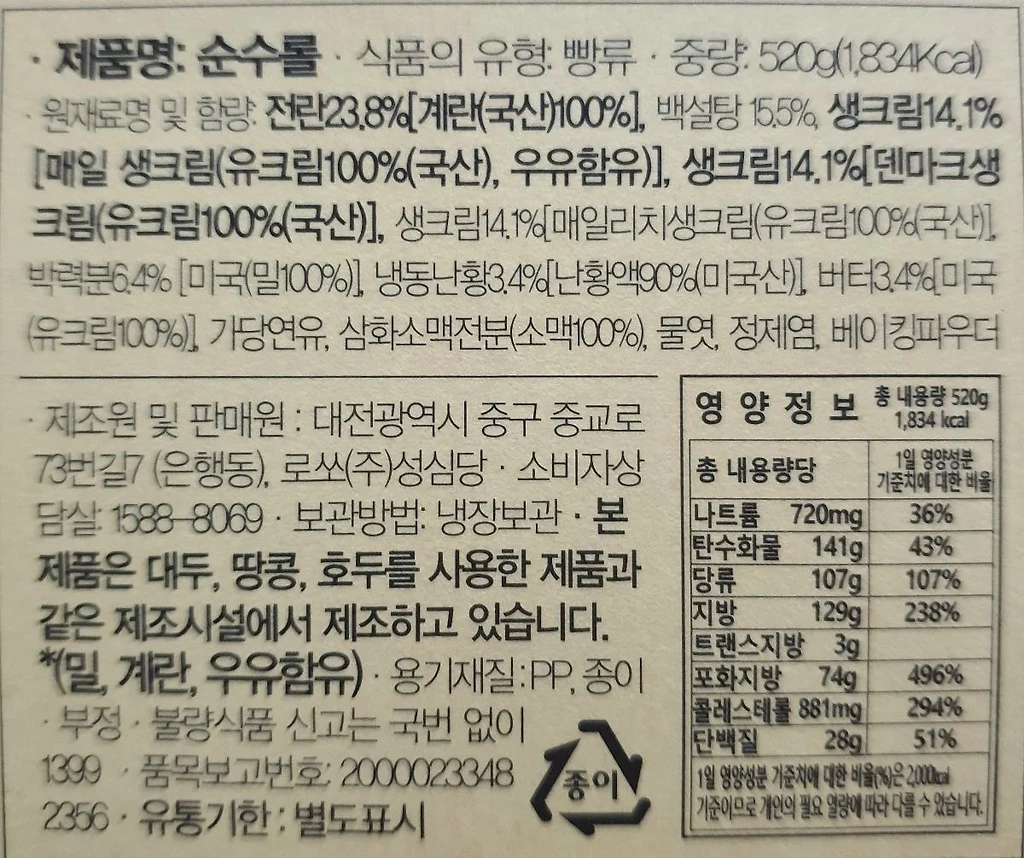 · 제품명: 순수롤 · 식품의 유형: 빵류 · 중량: 520g(1,834Kcal)
· 원재료명 및 함량: 전란23.8%[계란(국산)100%], 백설탕 15.5%, 생크림14.1%
[매일 생크림(유크림100%(국산), 우유함유)], 생크림14.1%[덴마크생
크림(유크림100%(국산)], 생크림14.1%[매일리치생크림(유크림100%(국산)],
박력분6.4% [미국(밀100%)], 냉동난황3.4%[난황액90%(미국산)], 버터3.4%[미국
(유크림100%)], 가당연유, 삼화소맥전분(소맥100%), 물엿, 정제염, 베이킹파우더
· 제조원 및 판매원 : 대전광역시 중구 중교로
73번길7 (은행동), 로쏘(주)성심당 · 소비자상
담실: 1588-8069 · 보관방법: 냉장보관 · 본
제품은 대두, 땅콩, 호두를 사용한 제품과
같은 제조시설에서 제조하고 있습니다.
*(밀, 계란, 우유함유) · 용기재질:PP, 종이
· 부정 · 불량식품 신고는 국번 없이
1399 · 품목보고번호: 2000023348
2356 · 유통기한 : 별도표시
종이
영 양 정 보 총 내용량 520g
1,834 kcal
총 내용량당 1일 영양성분
기준치에 대한 비율
나트륨 720mg 36%
탄수화물 141g 43%
당류 107g 107%
지방 129g 238%
트랜스지방 3g
포화지방 74g 496%
콜레스테롤 881mg 294%
단백질 28g 51%
1일 영양성분 기준치에 대한 비율(%)은 2,000kcal
기준이므로 개인의 필요 열량에 따라 다를 수 있습니다.